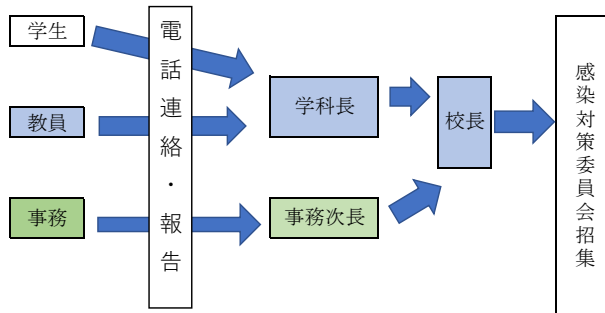 学生
教員
事務
電話連絡・報告
学科長
事務次長
校長
感染対策委員会招集